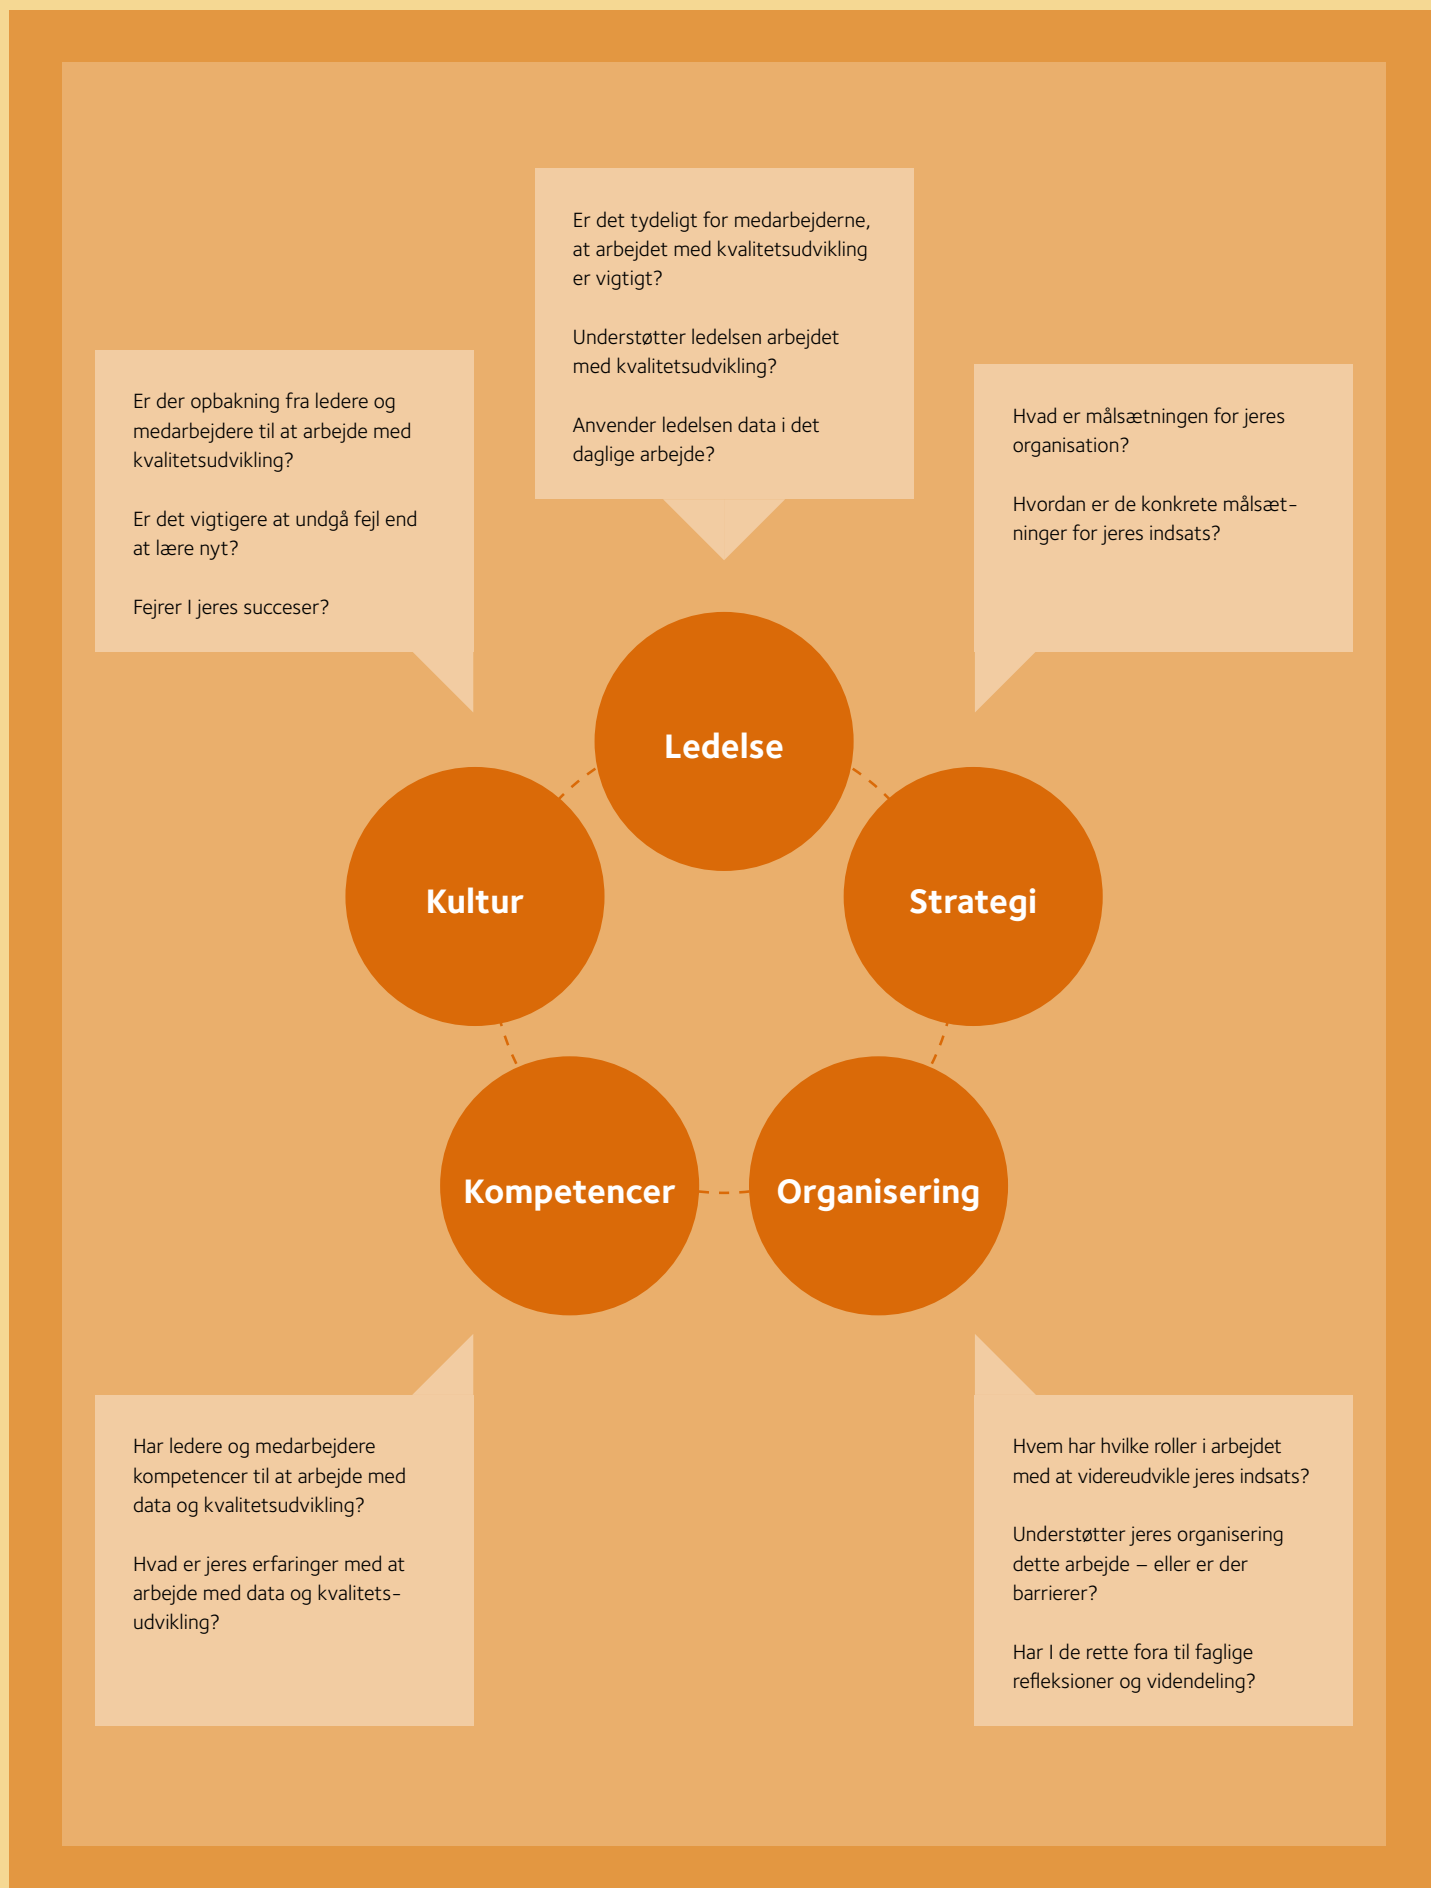 Er det tydeligt for medarbejderne,
at arbejdet med kvalitetsudvikling
er vigtigt?
Understøtter ledelsen arbejdet
med kvalitetsudvikling?
Anvender ledelsen data i det
daglige arbejde?
Er der opbakning fra ledere og
medarbejdere til at arbejde med
kvalitetsudvikling?
Er det vigtigere at undgå fejl end
at lære nyt?
Fejrer I jeres succeser?
Hvad er målsætningen for jeres
organisation?
Hvordan er de konkrete målsæt-
ninger for jeres indsats?
Ledelse
Kultur
Strategi
Kompetencer
Organisering
Har ledere og medarbejdere
kompetencer til at arbejde med
data og kvalitetsudvikling?
Hvad er jeres erfaringer med at
arbejde med data og kvalitets-
udvikling?
Hvem har hvilke roller i arbejdet
med at videreudvikle jeres indsats?
Understøtter jeres organisering
dette arbejde – eller er der
barrierer?
Har I de rette fora til faglige
refleksioner og videndeling?